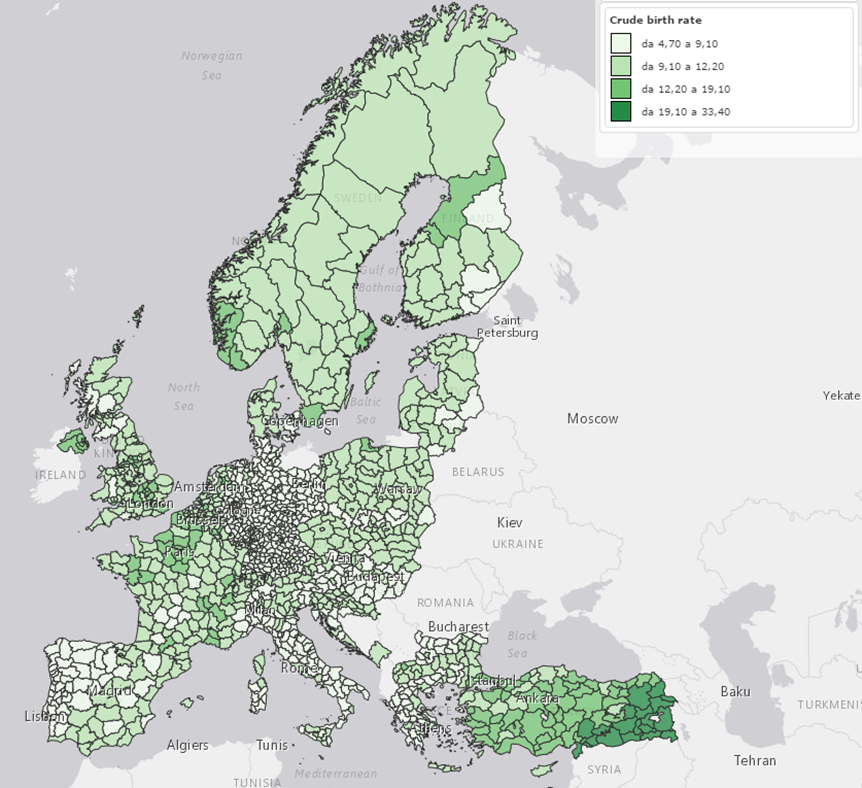 Crude birth rate
da 4,70 a 9,10
da 9,10 a 12,20
da 12,20 a 19,10
da 19,10 a 33,40
Norwegian
Sea
SWEDEN
FINLAND
Gulf of
Bothnia
Saint
Petersburg
North
Sea
Baltic
Sea
Yekate
Moscow
Copenhagen
IRELAND
BELARUS
Amsterdam
Berlin
Warsaw
London
Brussels
Kiev
UKRAINE
Paris
Vienna
Budapest
ROMANIA
Milan
Bucharest
Black
Sea
Rome
Istanbul
Madrid
Ankara
Baku
Lisbon
TURKMENIS
Athens
Algiers
Tunis
Tehran
Mediterranean
SYRIA
TUNISIA